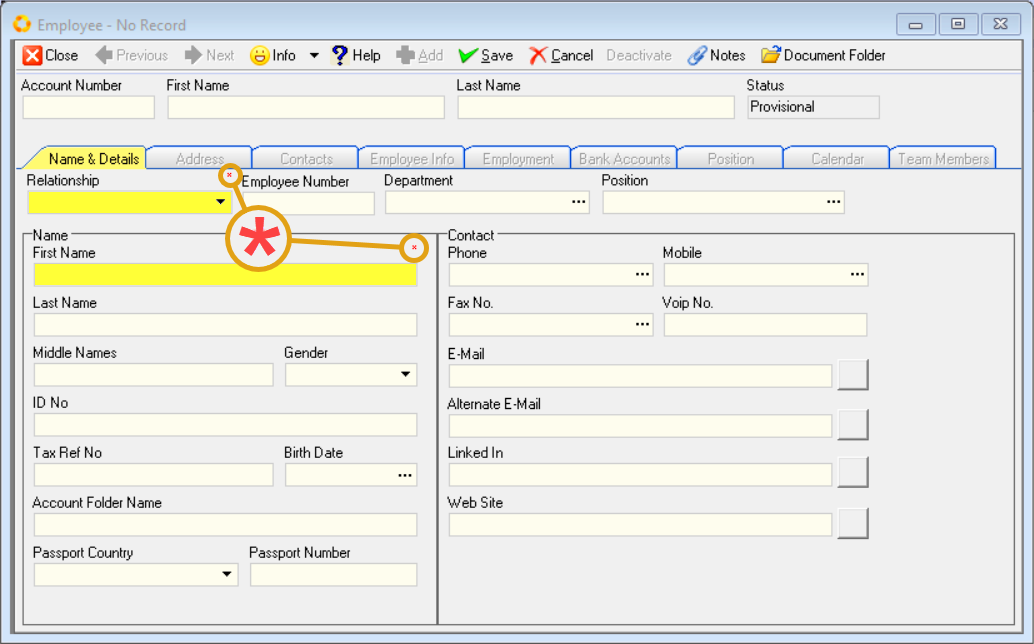 Employee - No Record
Close Previous Next Info Help Add Save Cancel Deactivate Notes Document Folder
Account Number First Name Last Name Status
Provisional
Name & Details Address Contacts Employee Info Employment Bank Accounts Position Calendar Team Members
Relationship Employee Number Department Position
Name Contact
First Name Phone Mobile
Last Name Fax No. Voip No.
Middle Names Gender E-Mail
ID No Alternate E-Mail
Tax Ref No Birth Date Linked In
Account Folder Name Web Site
Passport Country Passport Number